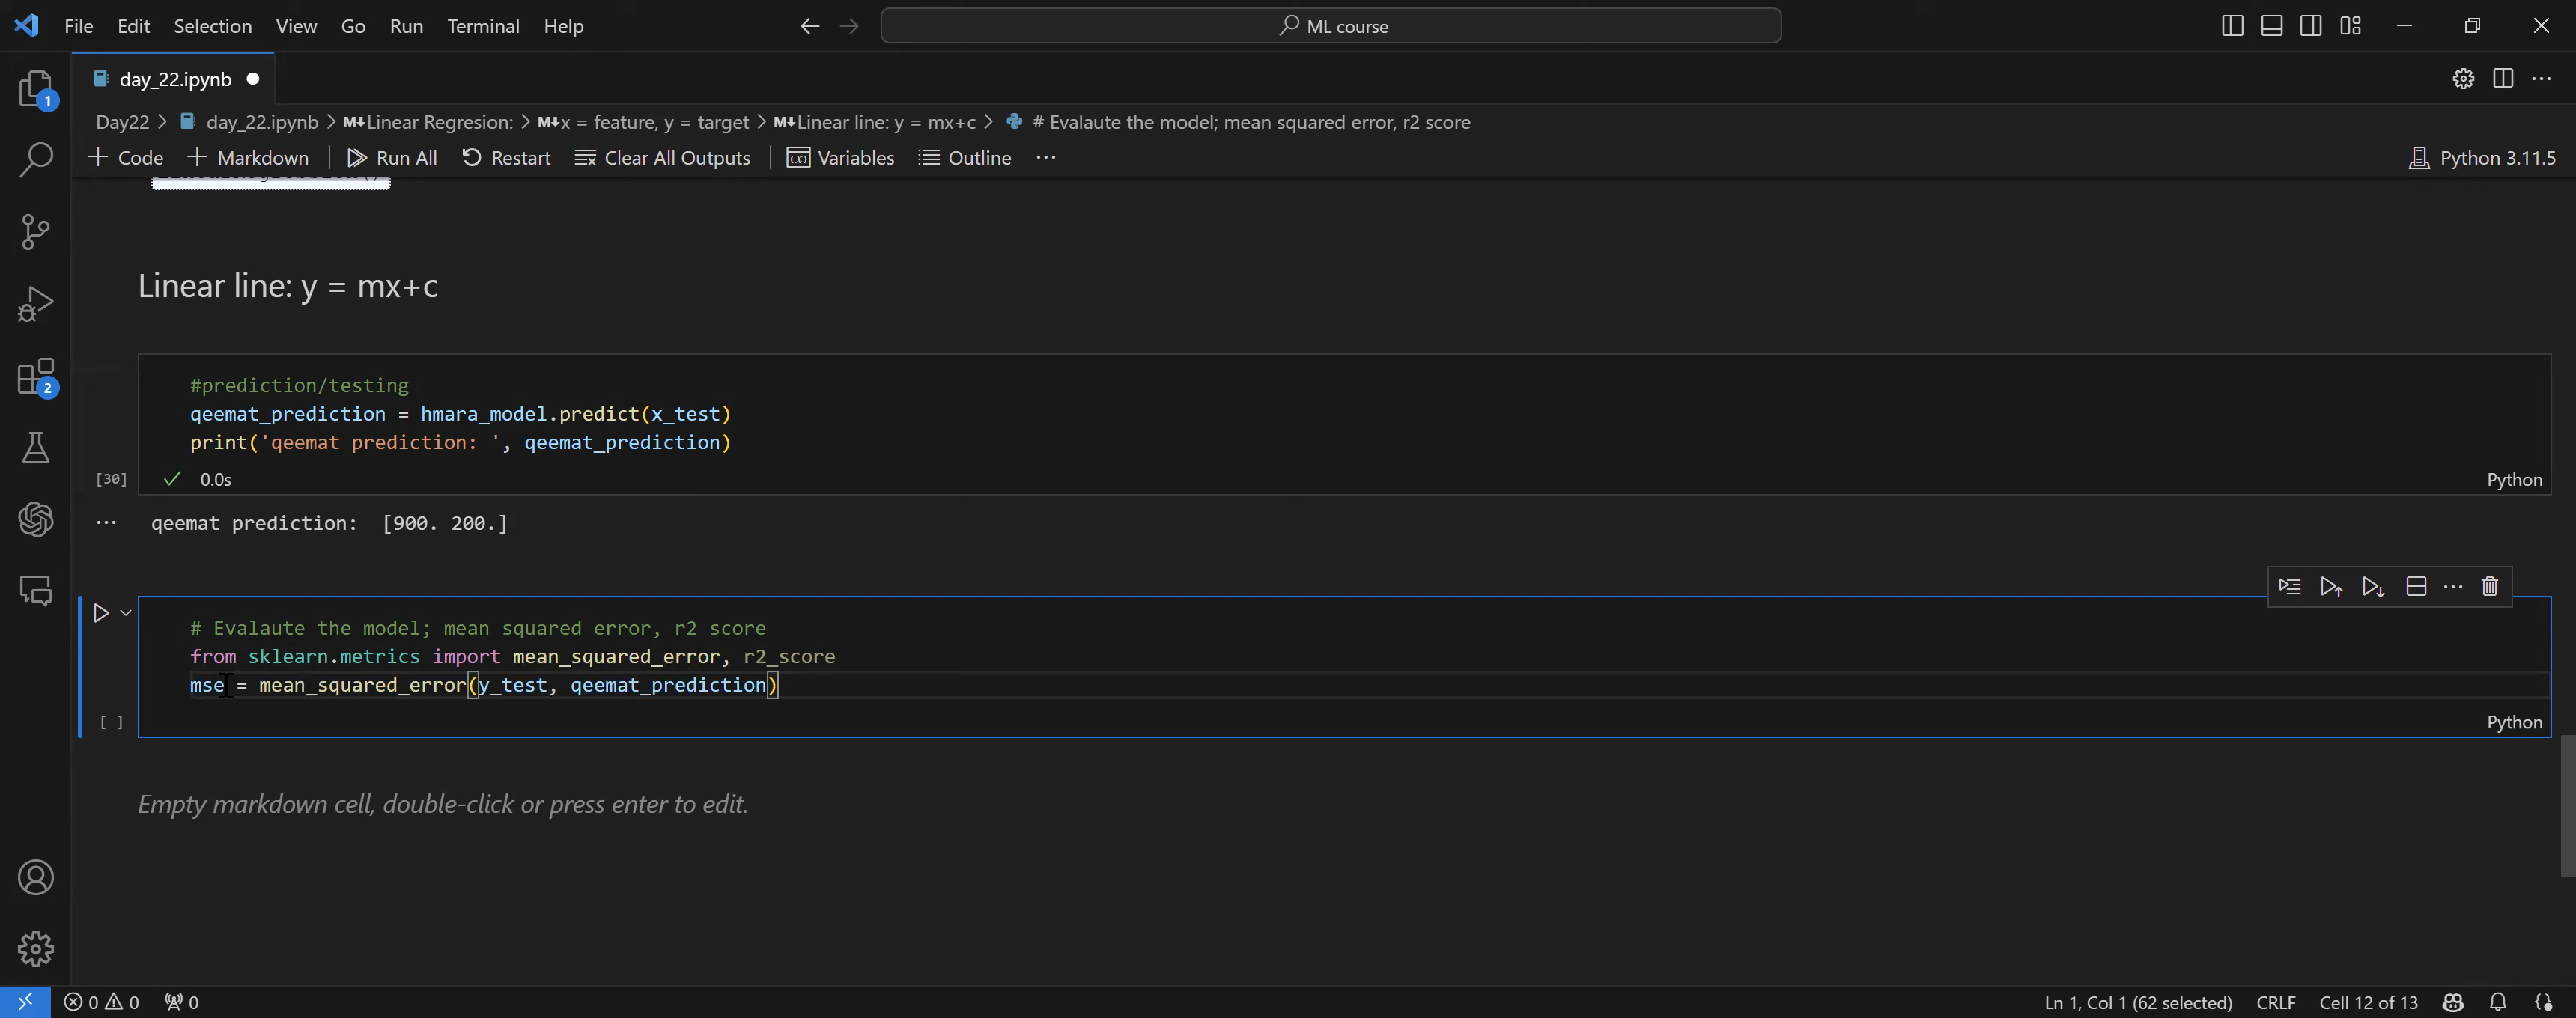 File Edit Selection View Go Run Terminal Help
ML course
day_22.ipynb
Day22 > day_22.ipynb > M↓Linear Regresion: > M↓x = feature, y = target > M↓Linear line: y = mx+c > # Evalaute the model; mean squared error, r2 score
+ Code + Markdown Run All Restart Clear All Outputs Variables Outline ...
Python 3.11.5
1
2
Linear line: y = mx+c
#prediction/testing
qeemat_prediction = hmara_model.predict(x_test)
print('qeemat prediction: ', qeemat_prediction)
[30] ✓ 0.0s
Python
... qeemat prediction:  [900. 200.]
# Evalaute the model; mean squared error, r2 score
from sklearn.metrics import mean_squared_error, r2_score
mse = mean_squared_error(y_test, qeemat_prediction)
[ ]
Python
Empty markdown cell, double-click or press enter to edit.
0 0 0
Ln 1, Col 1 (62 selected) CRLF Cell 12 of 13